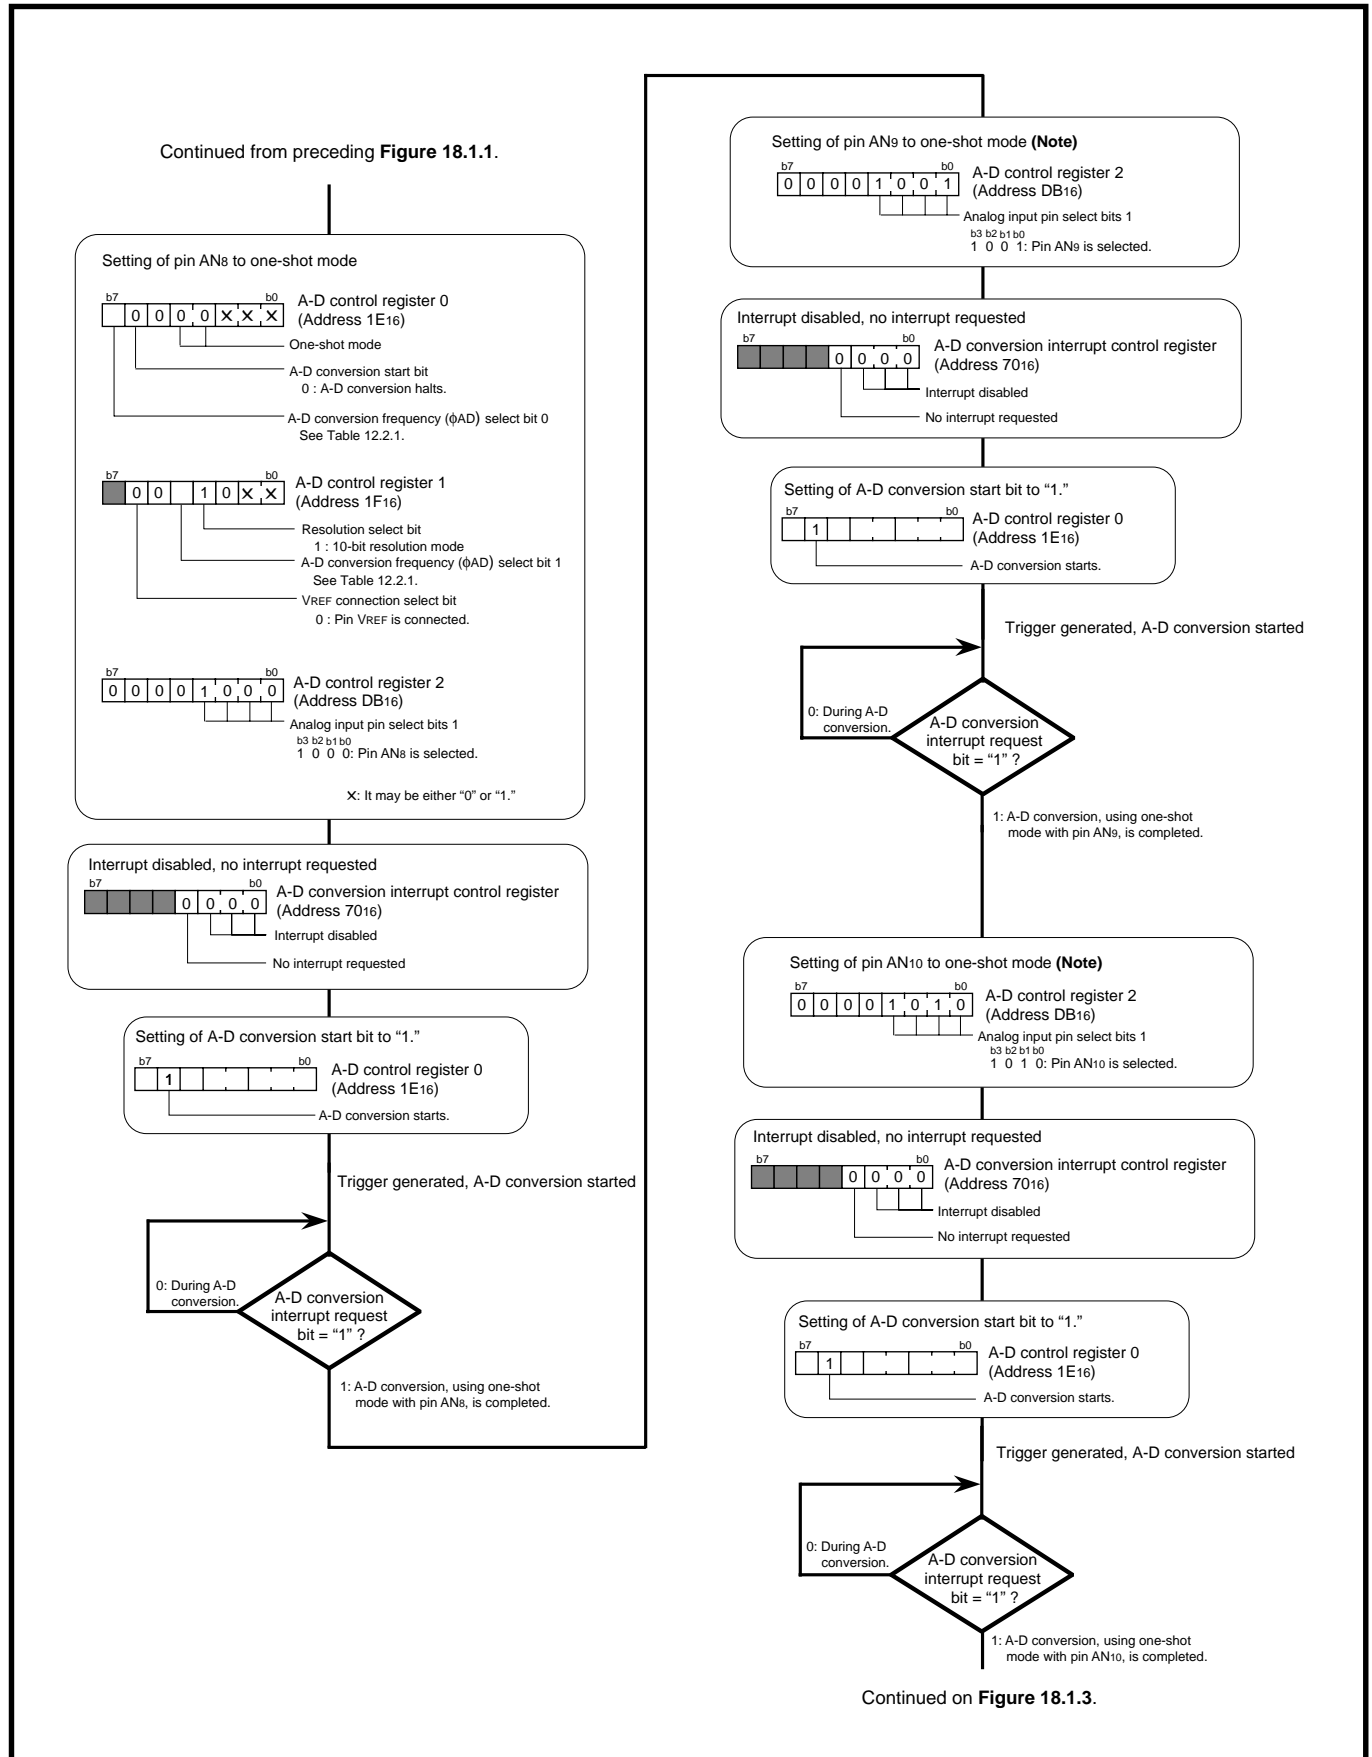 Continued from preceding Figure 18.1.1.
Setting of pin AN8 to one-shot mode
b7 b0
0 0 0 0 × × ×
A-D control register 0
(Address 1E16)
One-shot mode
A-D conversion start bit
0 : A-D conversion halts.
A-D conversion frequency (ϕAD) select bit 0
See Table 12.2.1.
b7 b0
0 0 1 0 × ×
A-D control register 1
(Address 1F16)
Resolution select bit
1 : 10-bit resolution mode
A-D conversion frequency (ϕAD) select bit 1
See Table 12.2.1.
VREF connection select bit
0 : Pin VREF is connected.
b7 b0
0 0 0 0 1 0 0 0
A-D control register 2
(Address DB16)
Analog input pin select bits 1
b3 b2 b1 b0
1 0 0 0: Pin AN8 is selected.
×: It may be either “0” or “1.”
Interrupt disabled, no interrupt requested
b7 b0
0 0 0 0
A-D conversion interrupt control register
(Address 7016)
Interrupt disabled
No interrupt requested
Setting of A-D conversion start bit to “1.”
b7 b0
1
A-D control register 0
(Address 1E16)
A-D conversion starts.
Trigger generated, A-D conversion started
0: During A-D
conversion.
A-D conversion
interrupt request
bit = “1” ?
1: A-D conversion, using one-shot
mode with pin AN8, is completed.
Setting of pin AN9 to one-shot mode (Note)
b7 b0
0 0 0 0 1 0 0 1
A-D control register 2
(Address DB16)
Analog input pin select bits 1
b3 b2 b1 b0
1 0 0 1: Pin AN9 is selected.
Interrupt disabled, no interrupt requested
b7 b0
0 0 0 0
A-D conversion interrupt control register
(Address 7016)
Interrupt disabled
No interrupt requested
Setting of A-D conversion start bit to “1.”
b7 b0
1
A-D control register 0
(Address 1E16)
A-D conversion starts.
Trigger generated, A-D conversion started
0: During A-D
conversion.
A-D conversion
interrupt request
bit = “1” ?
1: A-D conversion, using one-shot
mode with pin AN9, is completed.
Setting of pin AN10 to one-shot mode (Note)
b7 b0
0 0 0 0 1 0 1 0
A-D control register 2
(Address DB16)
Analog input pin select bits 1
b3 b2 b1 b0
1 0 1 0: Pin AN10 is selected.
Interrupt disabled, no interrupt requested
b7 b0
0 0 0 0
A-D conversion interrupt control register
(Address 7016)
Interrupt disabled
No interrupt requested
Setting of A-D conversion start bit to “1.”
b7 b0
1
A-D control register 0
(Address 1E16)
A-D conversion starts.
Trigger generated, A-D conversion started
0: During A-D
conversion.
A-D conversion
interrupt request
bit = “1” ?
1: A-D conversion, using one-shot
mode with pin AN10, is completed.
Continued on Figure 18.1.3.